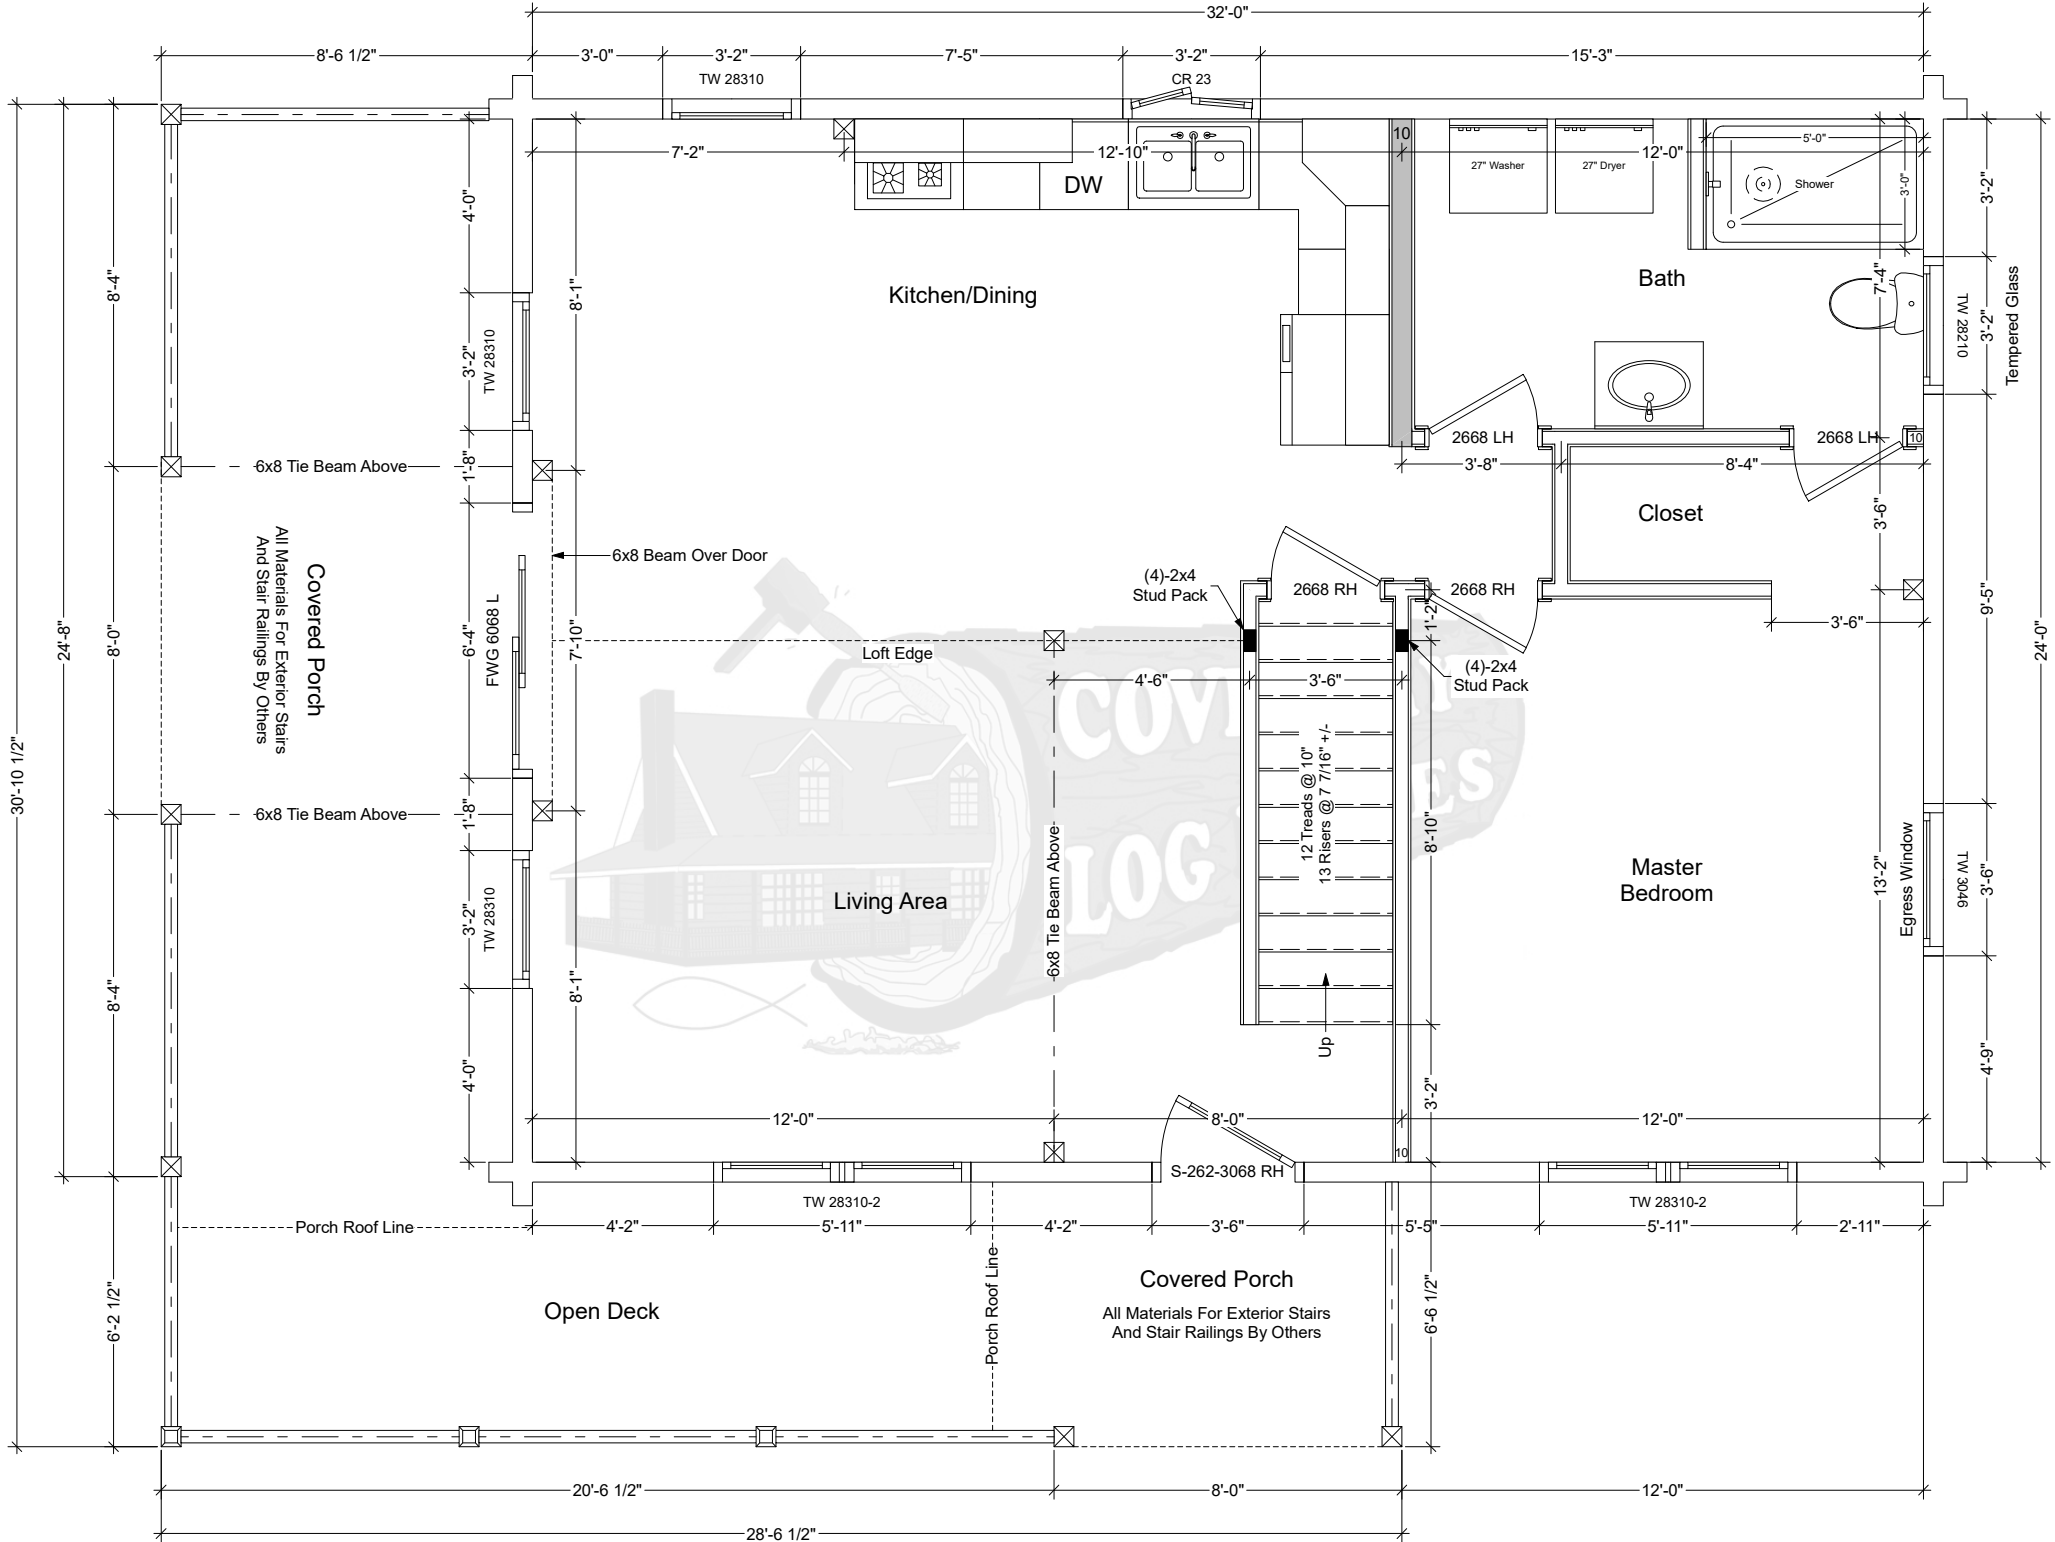 32'-0"
8'-6 1/2"
3'-0"
3'-2"
7'-5"
3'-2"
15'-3"
TW 28310
CR 23
10
7'-2"
12'-10"
12'-0"
5'-0"
27" Washer
27" Dryer
Shower
3'-0"
DW
4'-0"
8'-4"
8'-1"
3'-2"
Kitchen/Dining
Bath
7'-4"
TW 28210
3'-2"
Tempered Glass
3'-2"
TW 28310
2668 LH
2668 LH
10
6x8 Tie Beam Above
1'-8"
3'-8"
8'-4"
Closet
3'-6"
Covered Porch
All Materials For Exterior Stairs
And Stair Railings By Others
6x8 Beam Over Door
(4)-2x4
Stud Pack
2668 RH
2668 RH
1'-2"
9'-5"
3'-6"
24'-0"
30'-10 1/2"
24'-8"
8'-0"
6'-4"
FWG 6068 L
7'-10"
Loft Edge
(4)-2x4
Stud Pack
4'-6"
3'-6"
COV
Y
LOG
ES
12 Treads @ 10"
13 Risers @ 7 7/16" +/-
8'-10"
6x8 Tie Beam Above
1'-8"
Master
Bedroom
13'-2"
Egress Window
TW 3046
3'-6"
3'-2"
TW 28310
Living Area
6x8 Tie Beam Above
8'-4"
8'-1"
4'-0"
Up
3'-2"
4'-9"
12'-0"
8'-0"
12'-0"
10
S-262-3068 RH
TW 28310-2
TW 28310-2
Porch Roof Line
4'-2"
5'-11"
4'-2"
3'-6"
5'-5"
5'-11"
2'-11"
6'-2 1/2"
Open Deck
Porch Roof Line
Covered Porch
All Materials For Exterior Stairs
And Stair Railings By Others
6'-6 1/2"
20'-6 1/2"
8'-0"
12'-0"
28'-6 1/2"